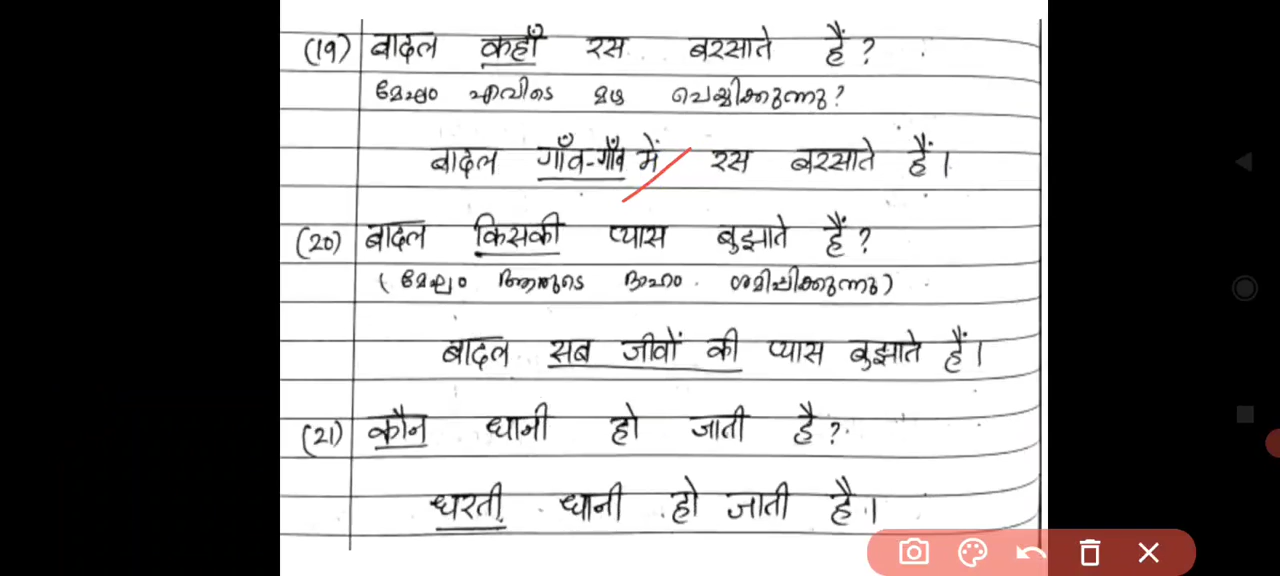 (19) बादल कहाँ रस बरसाते हैं?
മേഘം എവിടെ മഴ പെയ്യിക്കുന്നു?
बादल गाँव-गाँव में रस बरसाते हैं।
(20) बादल किसकी प्यास बुझाते हैं?
(മേഘം ആരുടെ ദാഹം ശമിപ്പിക്കുന്നു)
बादल सब जीवों की प्यास बुझाते हैं।
(21) कौन धानी हो जाती है?
धरती धानी हो जाती है।